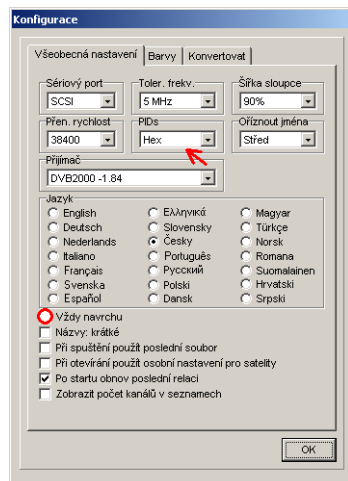 Konfigurace
Všeobecná nastavení Barvy Konvertovat
Sériový port Toler. frekv. Šířka sloupce
SCSI 5 MHz 90%
Přen. rychlost PIDs Oříznout jména
38400 Hex Střed
Přijímač
DVB2000 -1.84
Jazyk
English Ελληνικά Magyar
Deutsch Slovensky Türkçe
Nederlands Česky Norsk
Italiano Português Romana
Français Русский Suomalainen
Svenska Polski Hrvatski
Español Dansk Srpski
Vždy navrchu
Názvy: krátké
Při spuštění použít poslední soubor
Při otevírání použít osobní nastavení pro satelity
Po startu obnov poslední relaci
Zobrazit počet kanálů v seznamech
OK